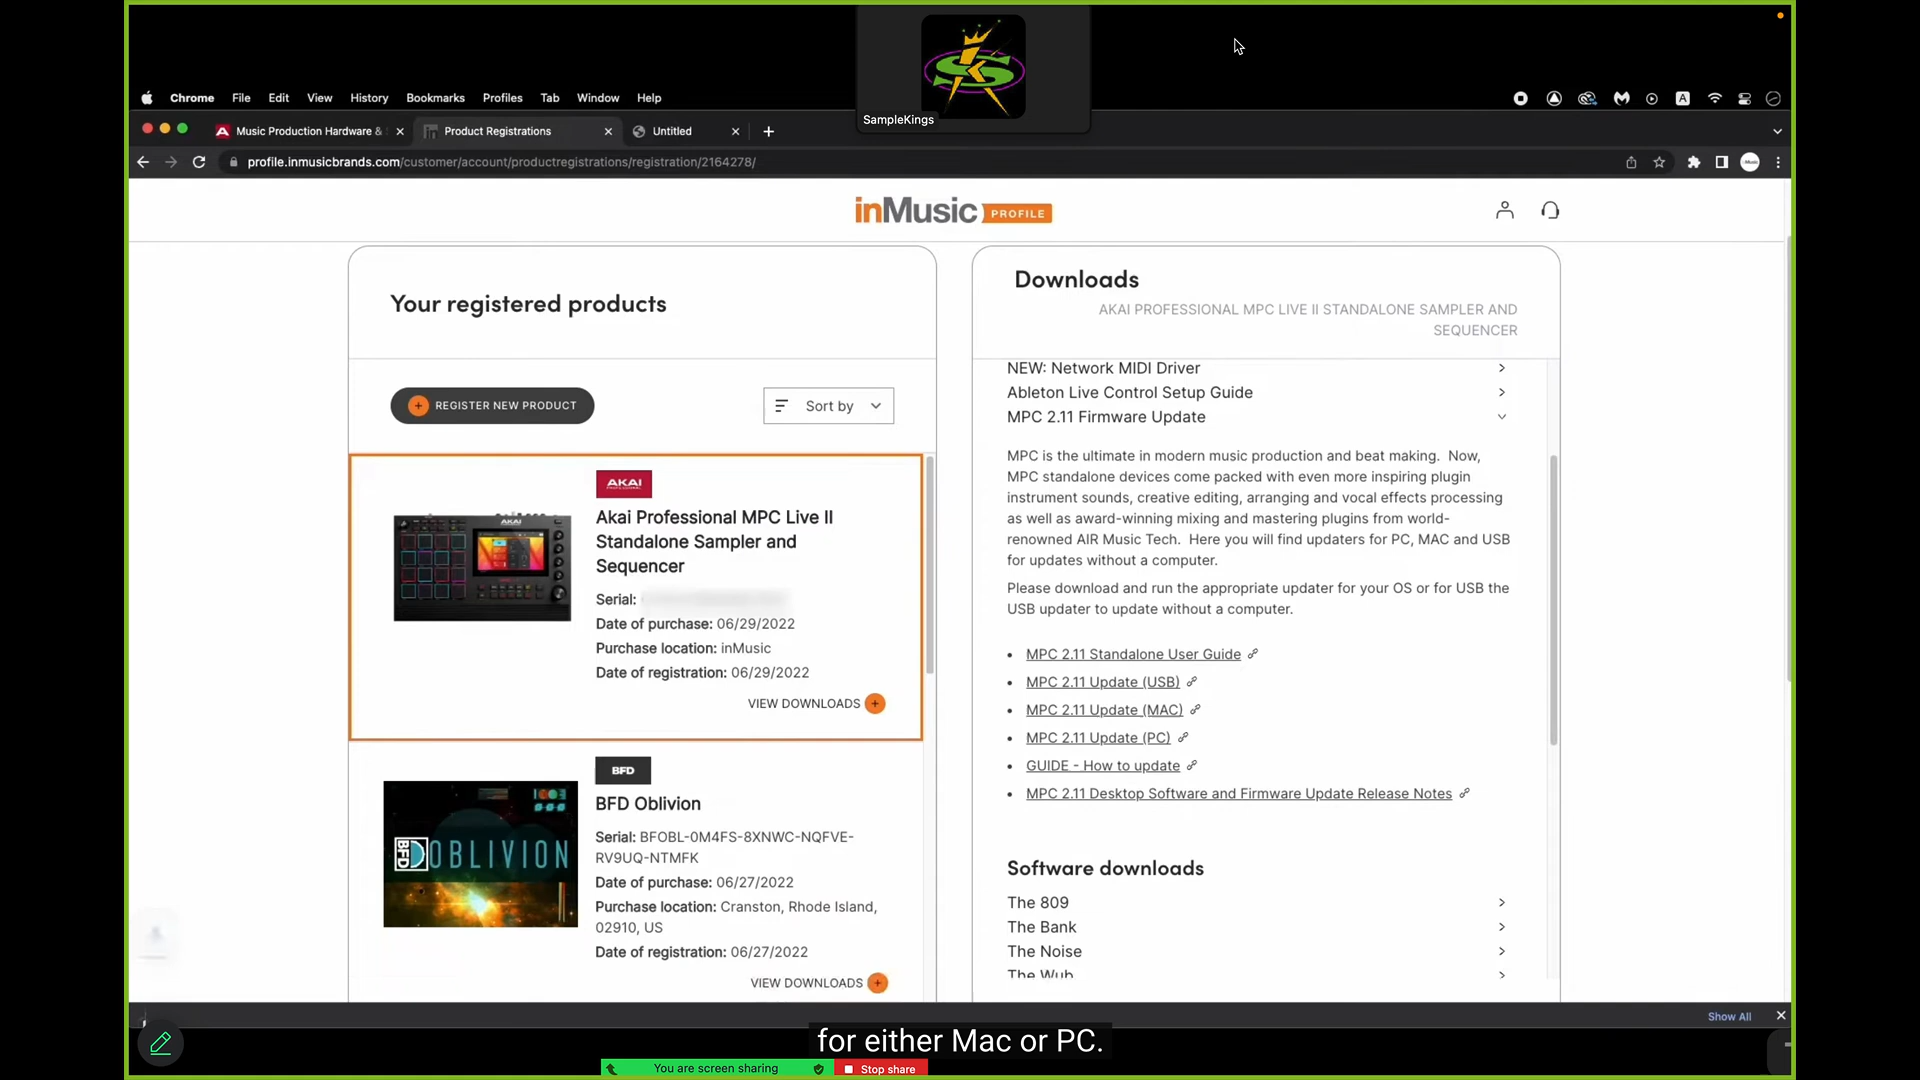 SampleKings
Chrome File Edit View History Bookmarks Profiles Tab Window Help
Music Production Hardware &
Product Registrations
Untitled
profile.inmusicbrands.com/customer/account/productregistrations/registration/2164278/
inMusic PROFILE
Your registered products
REGISTER NEW PRODUCT
Sort by
AKAI
PROFESSIONAL
Akai Professional MPC Live II
Standalone Sampler and
Sequencer
Serial:
Date of purchase: 06/29/2022
Purchase location: inMusic
Date of registration: 06/29/2022
VIEW DOWNLOADS
BFD
BFD OBLIVION
BFD Oblivion
Serial: BFOBL-0M4FS-8XNWC-NQFVE-
RV9UQ-NTMFK
Date of purchase: 06/27/2022
Purchase location: Cranston, Rhode Island,
02910, US
Date of registration: 06/27/2022
VIEW DOWNLOADS
Downloads
AKAI PROFESSIONAL MPC LIVE II STANDALONE SAMPLER AND
SEQUENCER
NEW: Network MIDI Driver
Ableton Live Control Setup Guide
MPC 2.11 Firmware Update
MPC is the ultimate in modern music production and beat making. Now,
MPC standalone devices come packed with even more inspiring plugin
instrument sounds, creative editing, arranging and vocal effects processing
as well as award-winning mixing and mastering plugins from world-
renowned AIR Music Tech. Here you will find updaters for PC, MAC and USB
for updates without a computer.
Please download and run the appropriate updater for your OS or for USB the
USB updater to update without a computer.
• MPC 2.11 Standalone User Guide
• MPC 2.11 Update (USB)
• MPC 2.11 Update (MAC)
• MPC 2.11 Update (PC)
• GUIDE - How to update
• MPC 2.11 Desktop Software and Firmware Update Release Notes
Software downloads
The 809
The Bank
The Noise
The Wub
Show All
for either Mac or PC.
You are screen sharing
Stop share